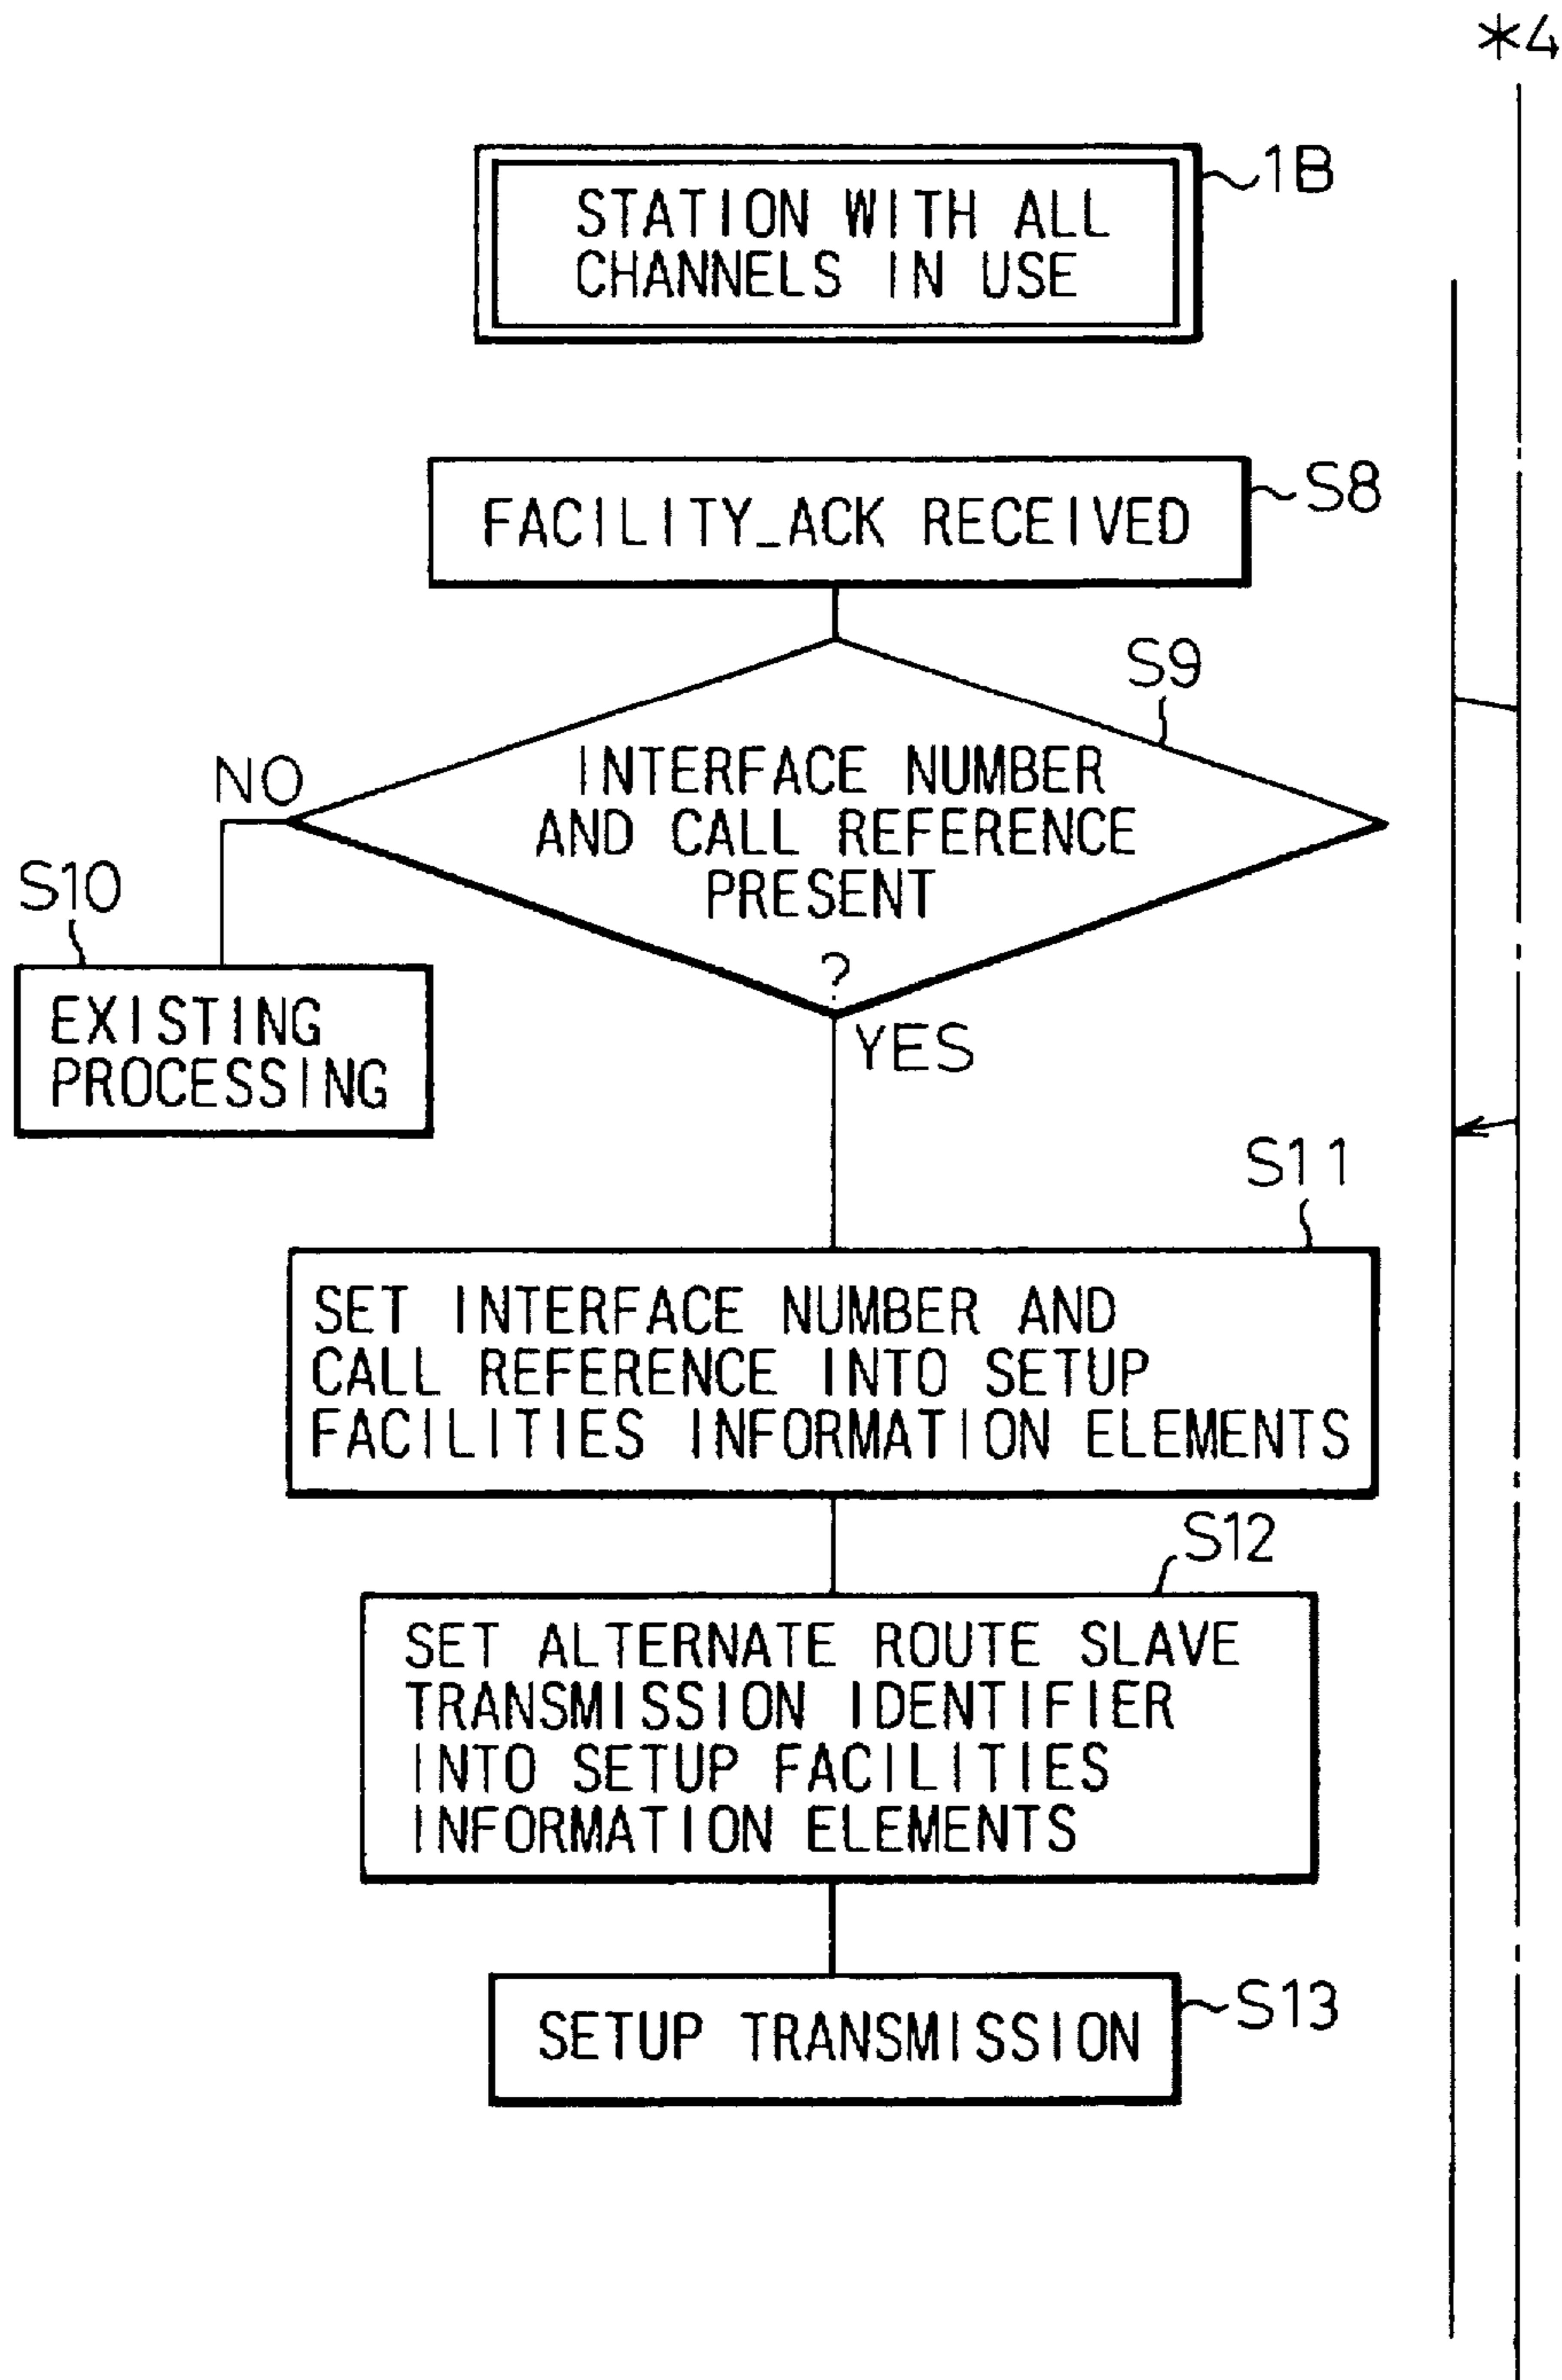 *4
1B
STATION WITH ALL
CHANNELS IN USE
S8
FACILITY_ACK RECEIVED
S9
INTERFACE NUMBER
AND CALL REFERENCE
PRESENT
?
NO
YES
S10
EXISTING
PROCESSING
S11
SET INTERFACE NUMBER AND
CALL REFERENCE INTO SETUP
FACILITIES INFORMATION ELEMENTS
S12
SET ALTERNATE ROUTE SLAVE
TRANSMISSION IDENTIFIER
INTO SETUP FACILITIES
INFORMATION ELEMENTS
S13
SETUP TRANSMISSION